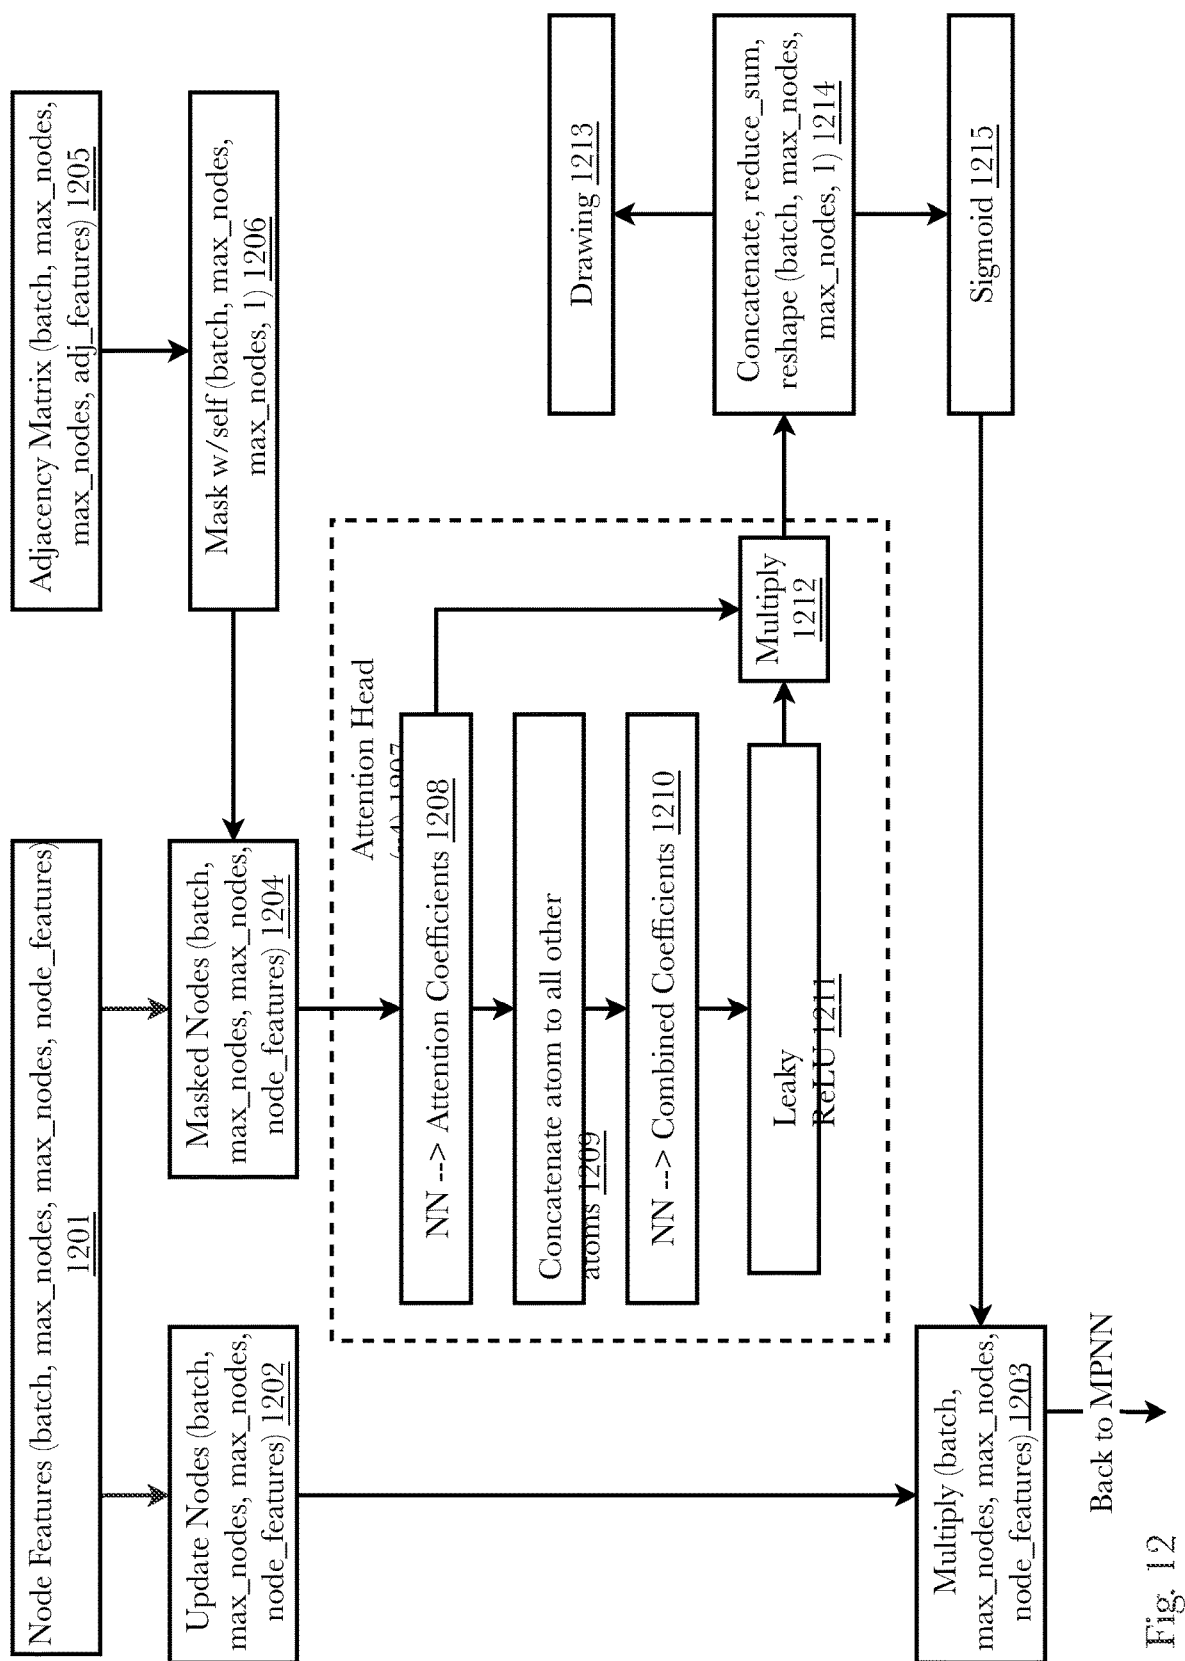 Node Features (batch, max_nodes, max_nodes, node_features)
1201
Adjacency Matrix (batch, max_nodes,
max_nodes, adj_features) 1205
Update Nodes (batch,
max_nodes, max_nodes,
node_features) 1202
Masked Nodes (batch,
max_nodes, max_nodes,
node_features) 1204
Mask w/self (batch, max_nodes,
max_nodes, 1) 1206
Attention Head
(x4) 1207
NN --> Attention Coefficients 1208
Concatenate atom to all other
atoms 1209
NN --> Combined Coefficients 1210
Leaky
ReLU 1211
Multiply
1212
Drawing 1213
Concatenate, reduce_sum,
reshape (batch, max_nodes,
max_nodes, 1) 1214
Sigmoid 1215
Multiply (batch,
max_nodes, max_nodes,
node_features) 1203
Back to MPNN
Fig. 12